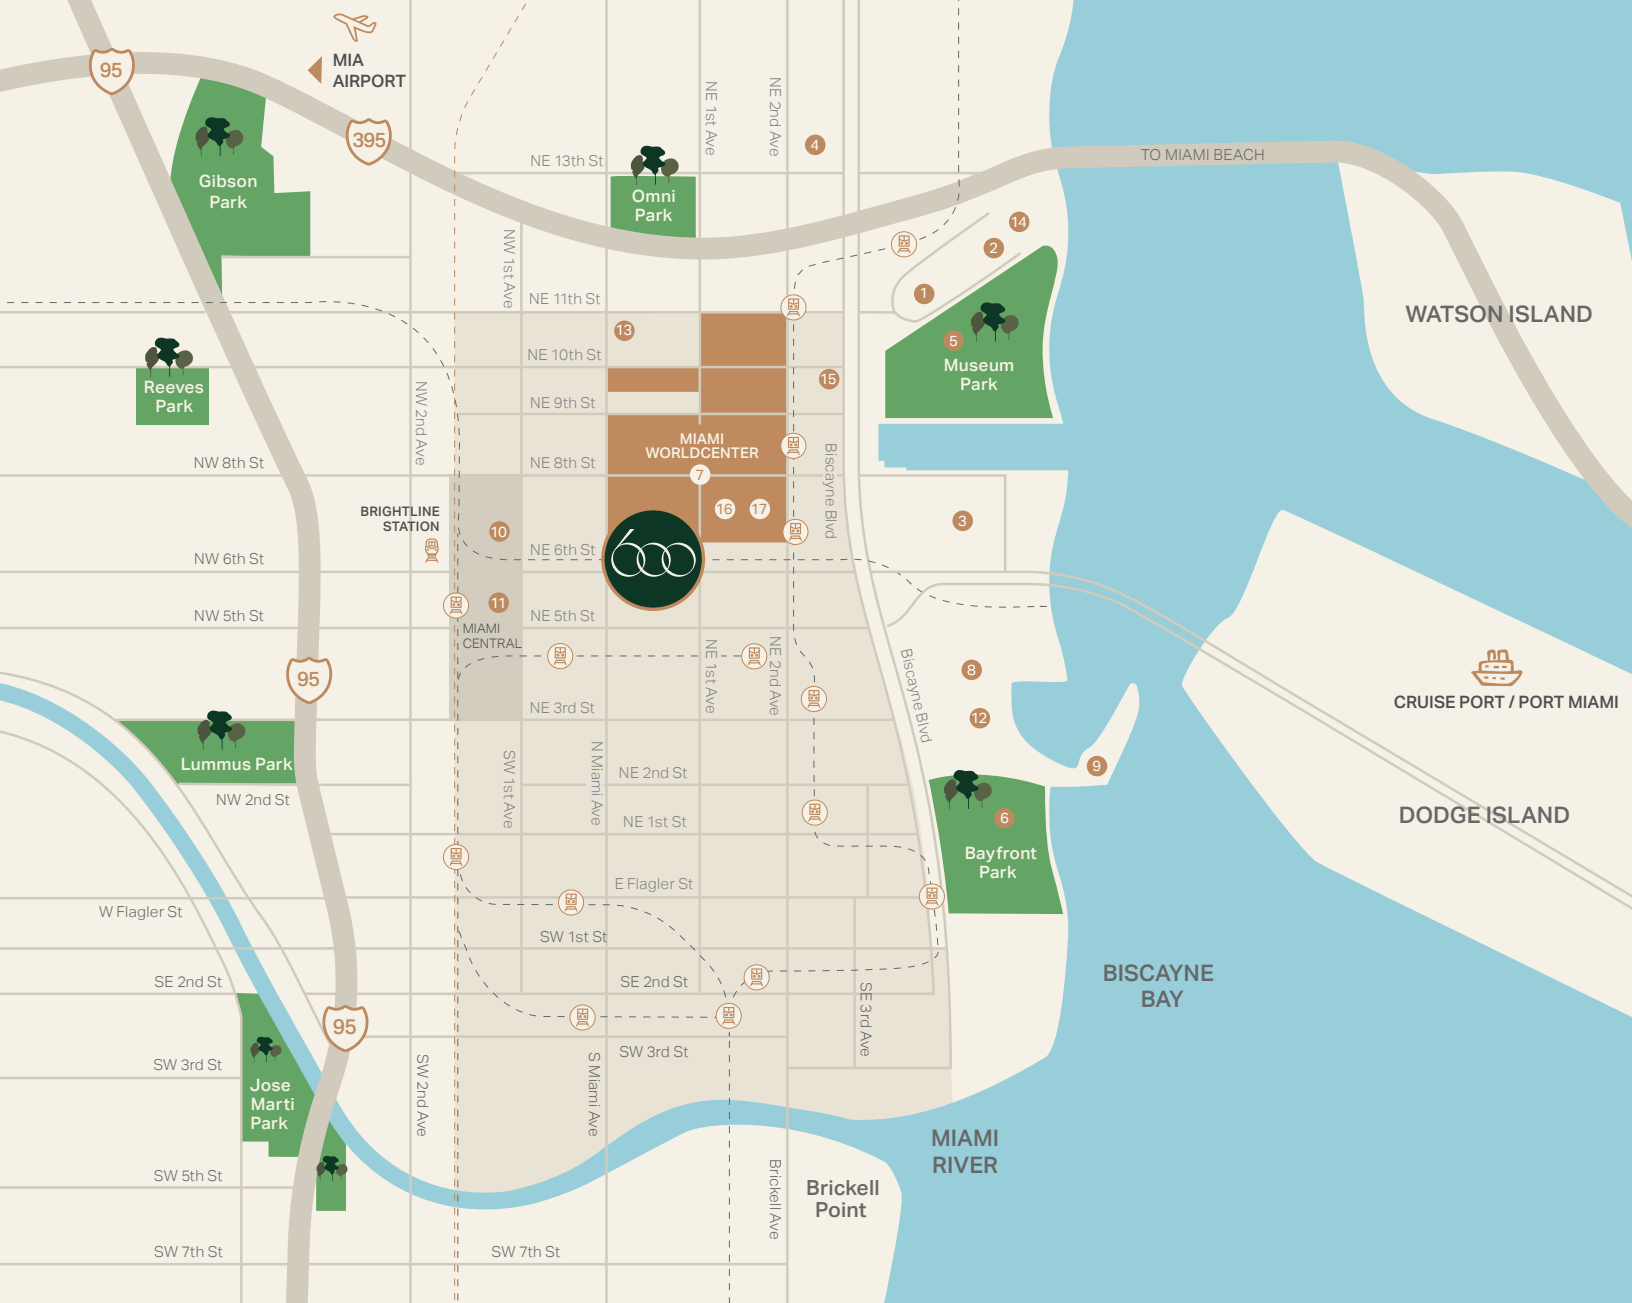 95
MIA
AIRPORT
395
NE 1st Ave
NE 2nd Ave
4
NE 13th St
TO MIAMI BEACH
Gibson
Park
Omni
Park
14
2
NW 1st Ave
1
NE 11th St
WATSON ISLAND
13
5
NE 10th St
Museum
Park
15
Reeves
Park
NW 2nd Ave
NE 9th St
MIAMI
WORLDCENTER
NW 8th St
NE 8th St
7
Biscayne Blvd
BRIGHTLINE
STATION
16
17
3
10
NE 6th St
600
NW 6th St
11
NW 5th St
NE 5th St
MIAMI
CENTRAL
NE 1st Ave
NE 2nd Ave
Biscayne Blvd
8
95
CRUISE PORT / PORT MIAMI
NE 3rd St
12
Lummus Park
9
SW 1st Ave
N Miami Ave
NE 2nd St
NW 2nd St
NE 1st St
6
DODGE ISLAND
Bayfront
Park
E Flagler St
W Flagler St
SW 1st St
SE 2nd St
SE 2nd St
BISCAYNE
BAY
SE 3rd Ave
95
SW 3rd St
SW 3rd St
SW 2nd Ave
S Miami Ave
Jose
Marti
Park
MIAMI
RIVER
SW 5th St
Brickell Ave
Brickell
Point
SW 7th St
SW 7th St